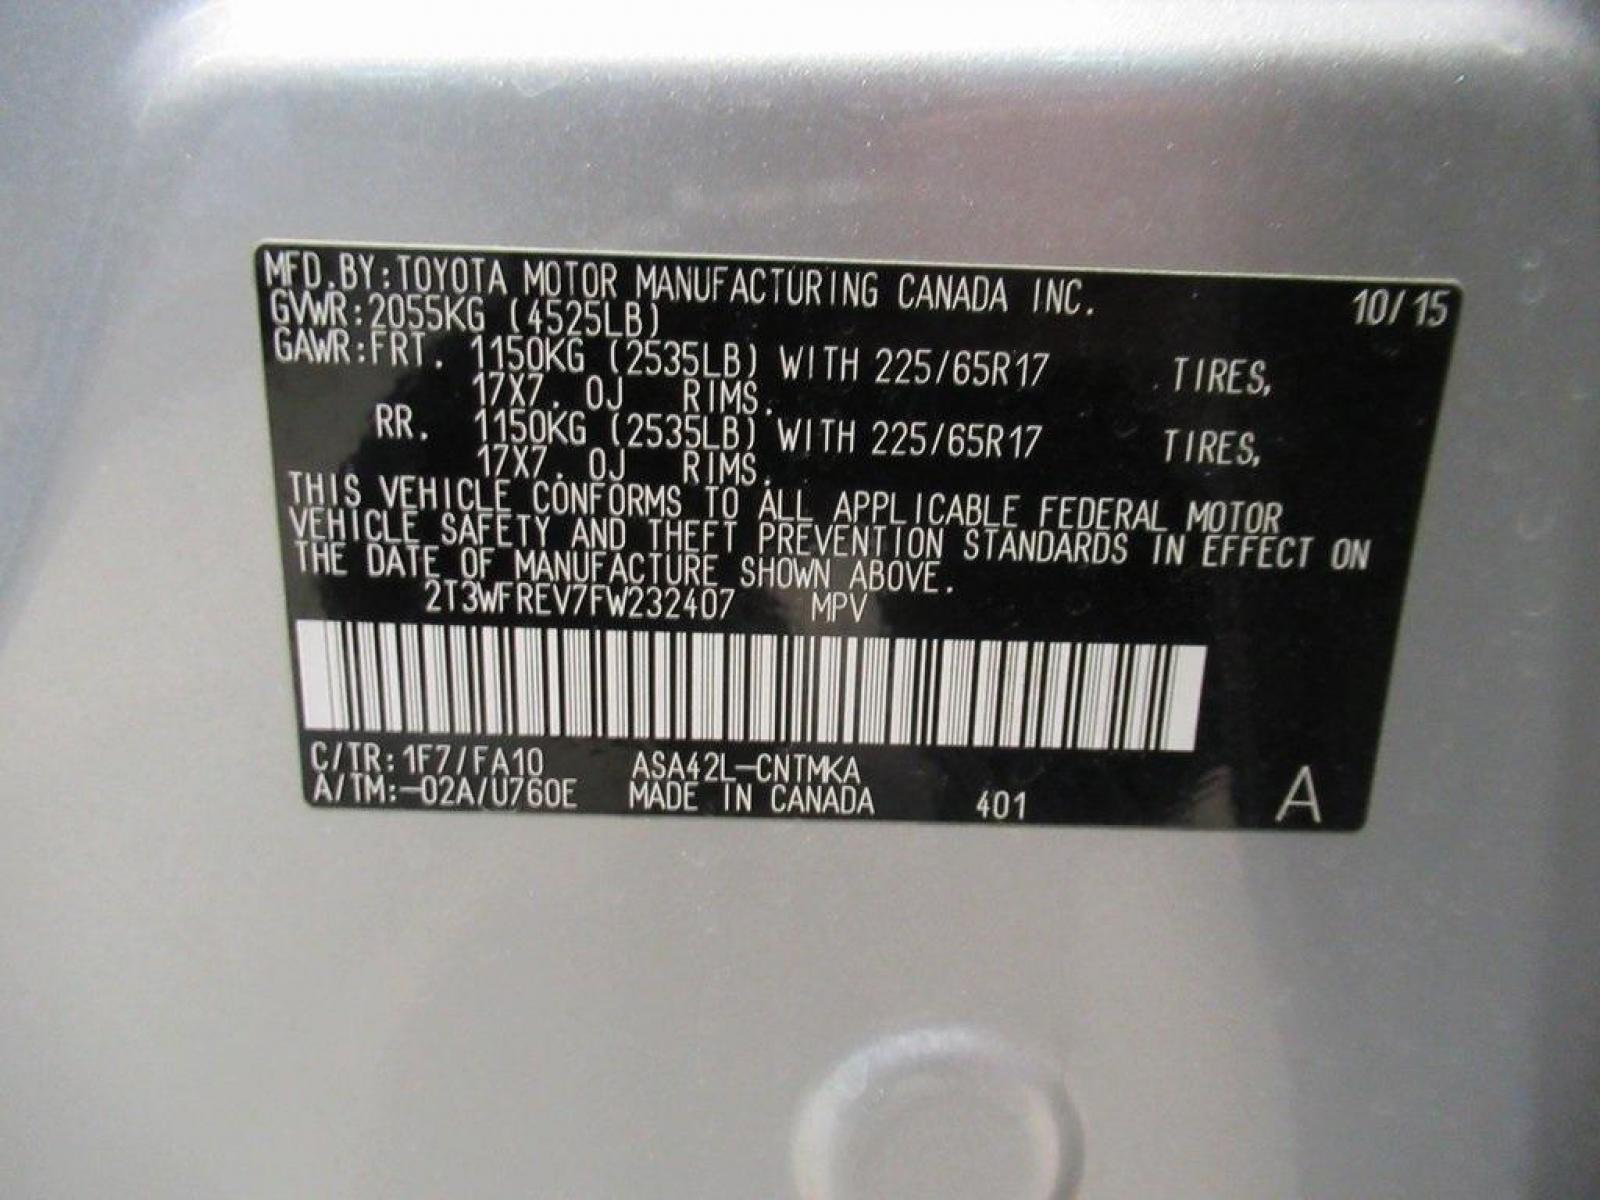 MFD.BY:TOYOTA MOTOR MANUFACTURING CANADA INC. 10/15
GVWR:2055KG (4525LB)
GAWR:FRT. 1150KG (2535LB) WITH 225/65R17 TIRES,
17X7.0J RIMS.
RR. 1150KG (2535LB) WITH 225/65R17 TIRES,
17X7.0J RIMS.
THIS VEHICLE CONFORMS TO ALL APPLICABLE FEDERAL MOTOR
VEHICLE SAFETY AND THEFT PREVENTION STANDARDS IN EFFECT ON
THE DATE OF MANUFACTURE SHOWN ABOVE.
2T3WFREV7FW232407 MPV
C/TR:1F7/FA10 ASA42L-CNTMKA
A/TM:-02A/U760E MADE IN CANADA 401 A